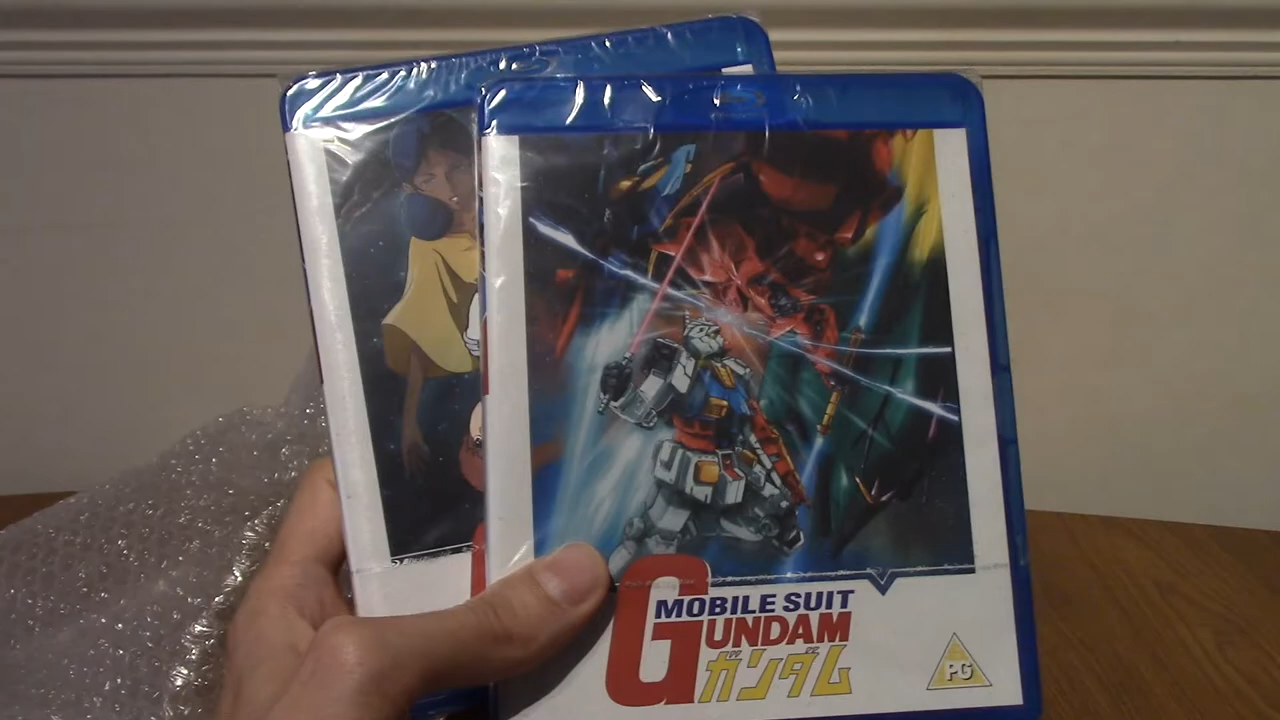 MOBILE SUIT
GUNDAM
ガンダム
PG